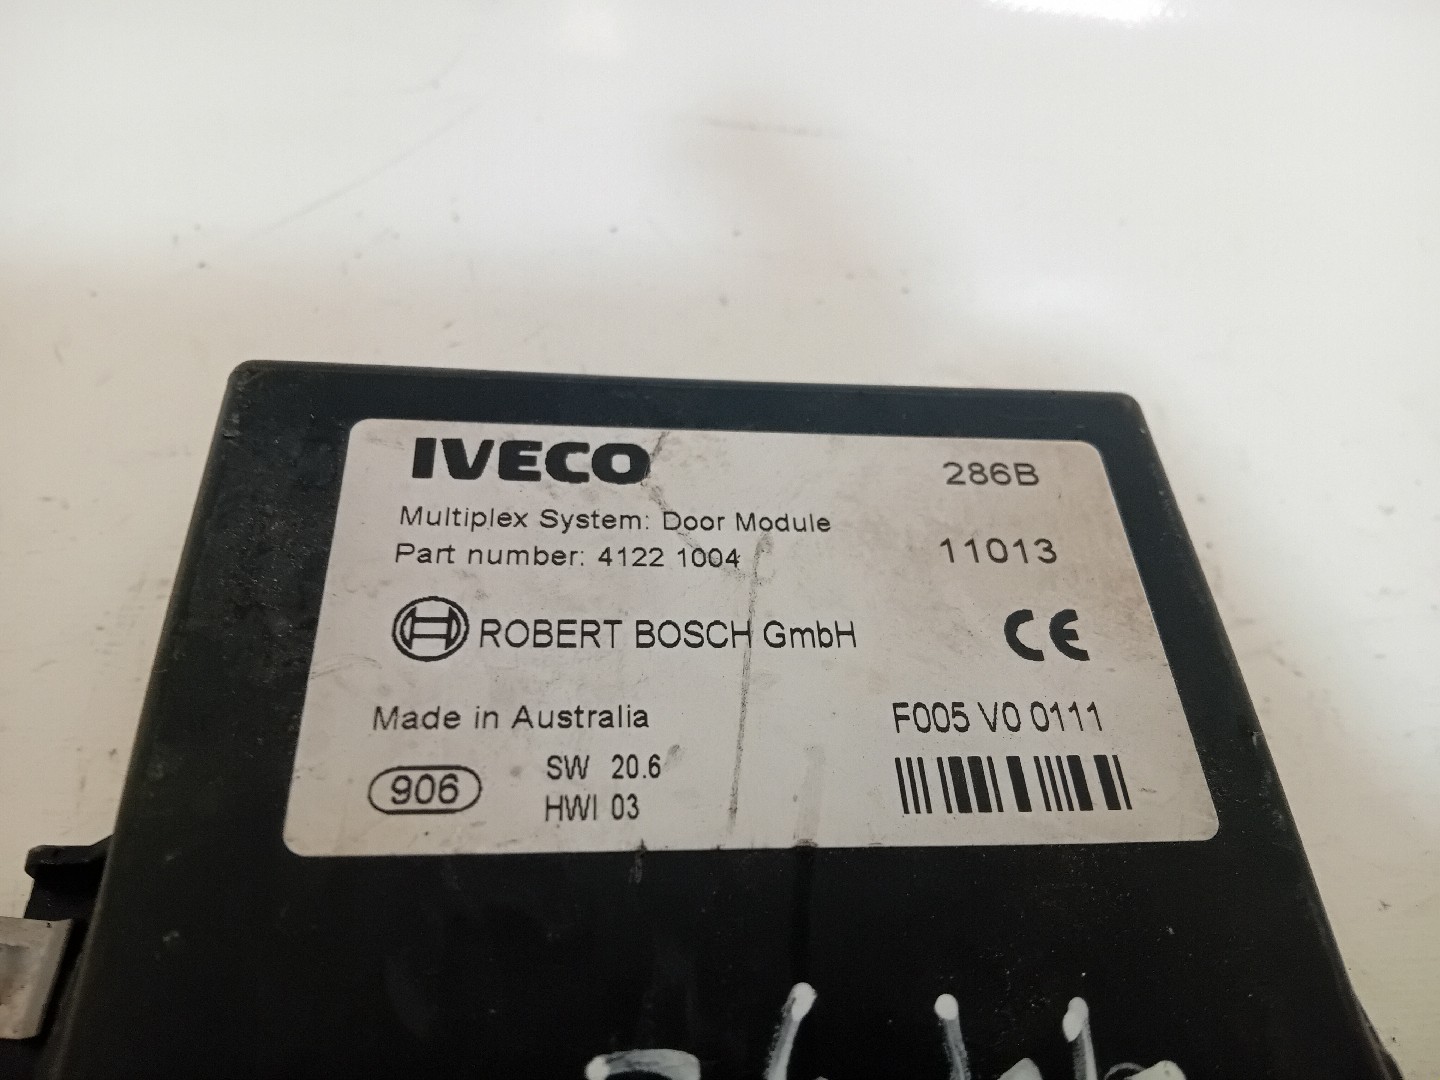 IVECO 286B
Multiplex System: Door Module
Part number: 4122 1004 11013
ROBERT BOSCH GmbH CE
Made in Australia F005 V0 0111
906 SW 20.6
HWI 03